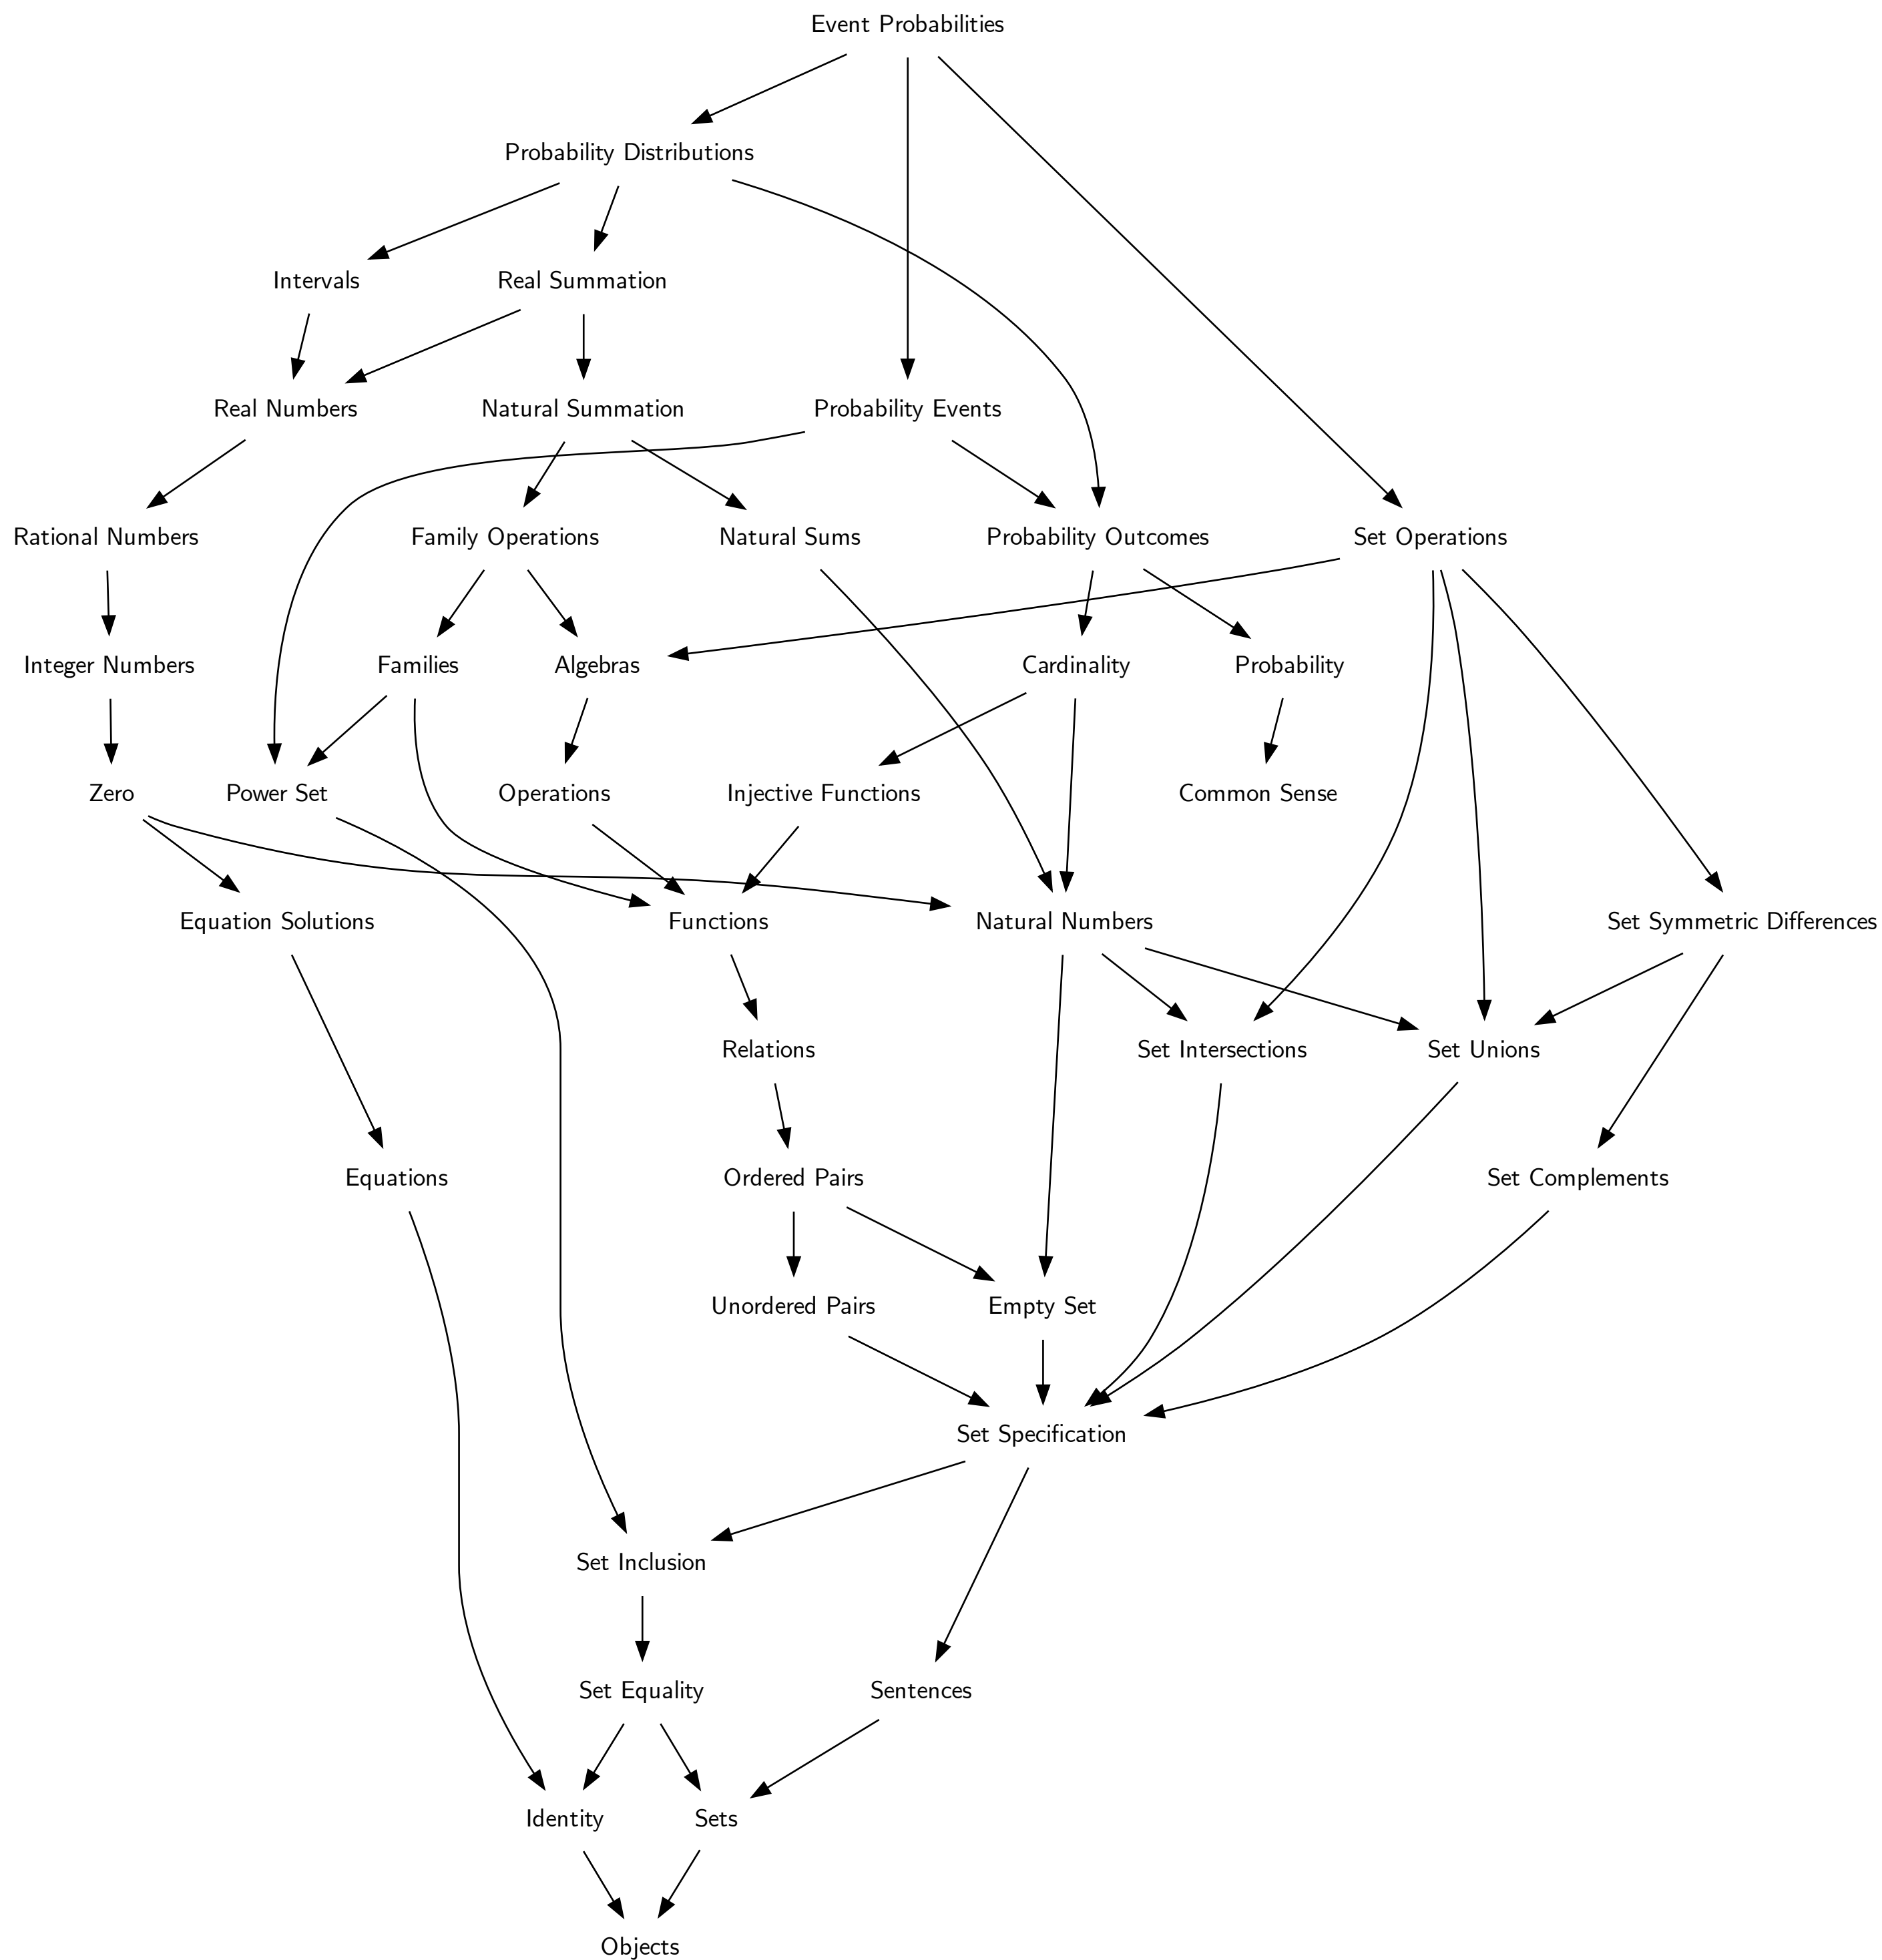 Event Probabilities
Probability Distributions
Intervals
Real Summation
Real Numbers
Natural Summation
Probability Events
Rational Numbers
Family Operations
Natural Sums
Probability Outcomes
Set Operations
Integer Numbers
Families
Algebras
Cardinality
Probability
Zero
Power Set
Operations
Injective Functions
Common Sense
Equation Solutions
Functions
Natural Numbers
Set Symmetric Differences
Relations
Set Intersections
Set Unions
Equations
Ordered Pairs
Set Complements
Unordered Pairs
Empty Set
Set Specification
Set Inclusion
Set Equality
Sentences
Identity
Sets
Objects